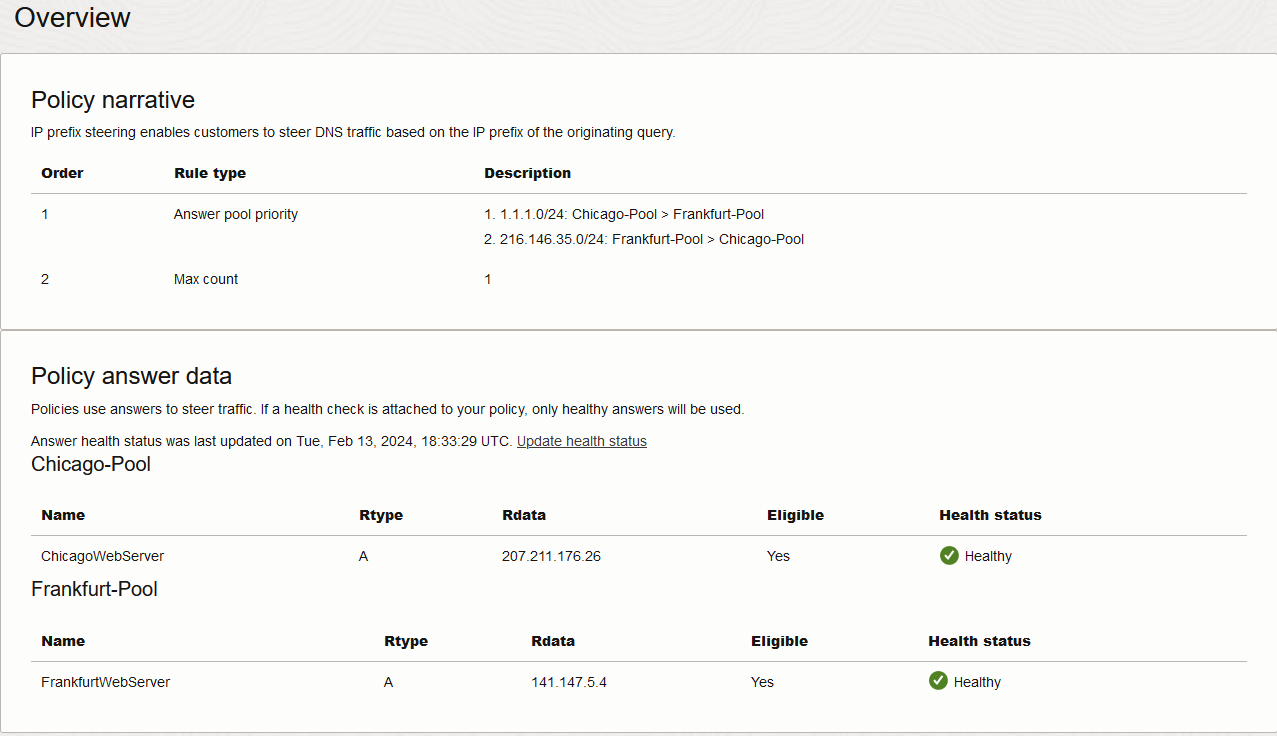 Overview
Policy narrative
IP prefix steering enables customers to steer DNS traffic based on the IP prefix of the originating query.
Order Rule type Description
1 Answer pool priority 1. 1.1.1.0/24: Chicago-Pool > Frankfurt-Pool
2. 216.146.35.0/24: Frankfurt-Pool > Chicago-Pool
2 Max count 1
Policy answer data
Policies use answers to steer traffic. If a health check is attached to your policy, only healthy answers will be used.
Answer health status was last updated on Tue, Feb 13, 2024, 18:33:29 UTC. Update health status
Chicago-Pool
Name Rtype Rdata Eligible Health status
ChicagoWebServer A 207.211.176.26 Yes Healthy
Frankfurt-Pool
Name Rtype Rdata Eligible Health status
FrankfurtWebServer A 141.147.5.4 Yes Healthy